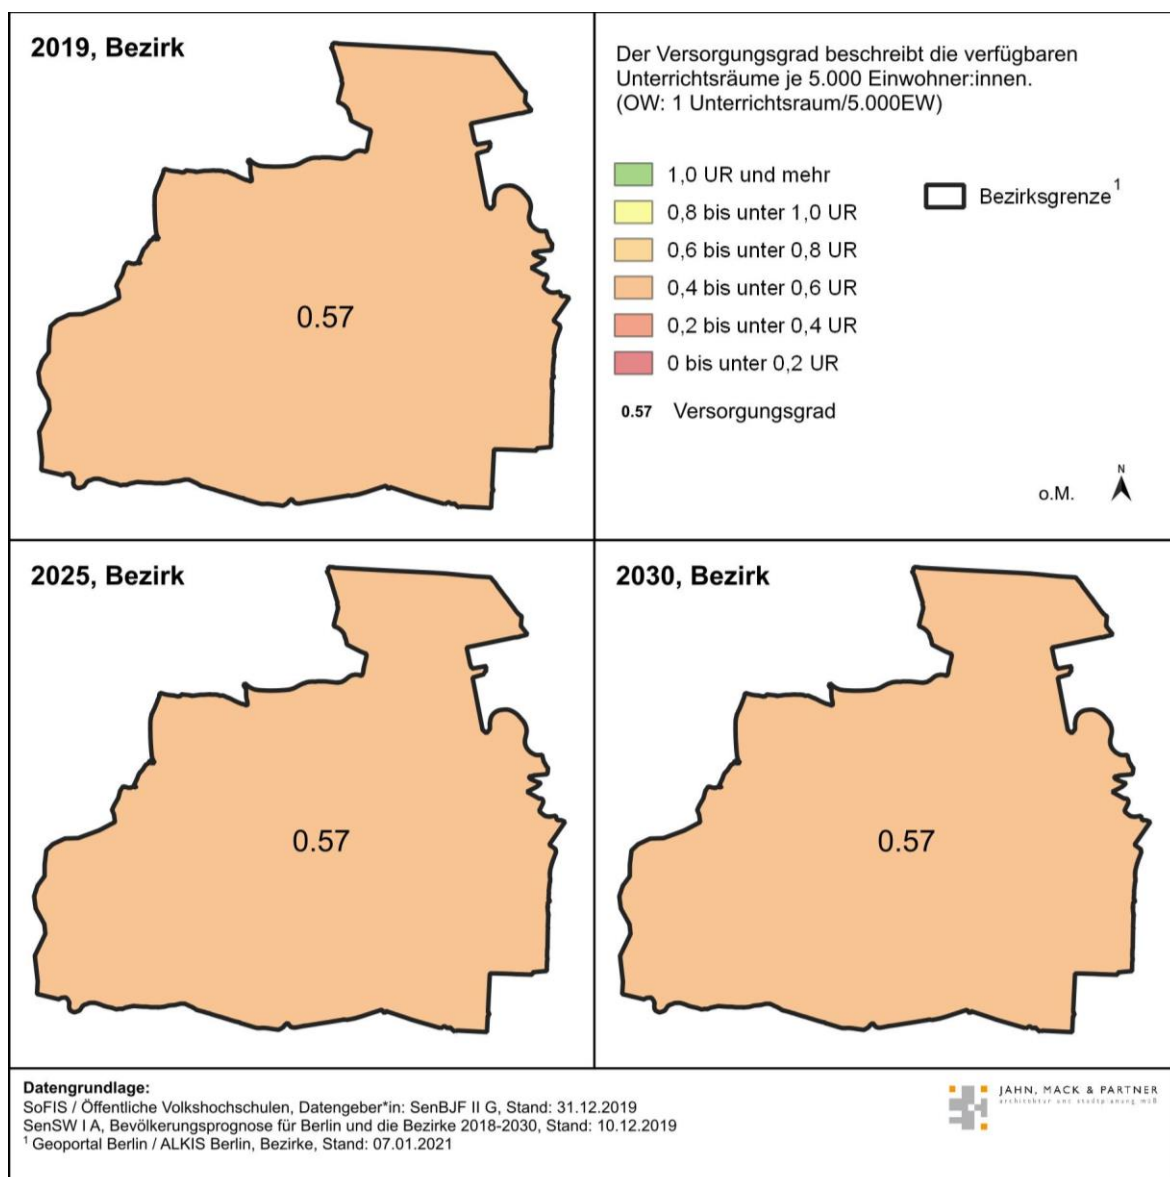 2019, Bezirk
0.57
Der Versorgungsgrad beschreibt die verfügbaren
Unterrichtsräume je 5.000 Einwohner:innen.
(OW: 1 Unterrichtsraum/5.000EW)
1,0 UR und mehr
0,8 bis unter 1,0 UR
0,6 bis unter 0,8 UR
0,4 bis unter 0,6 UR
0,2 bis unter 0,4 UR
0 bis unter 0,2 UR
Bezirksgrenze¹
0.57 Versorgungsgrad
o.M.
N
2025, Bezirk
0.57
2030, Bezirk
0.57
Datengrundlage:
SoFIS / Öffentliche Volkshochschulen, Datengeber*in: SenBJF II G, Stand: 31.12.2019
SenSW I A, Bevölkerungsprognose für Berlin und die Bezirke 2018-2030, Stand: 10.12.2019
¹ Geoportal Berlin / ALKIS Berlin, Bezirke, Stand: 07.01.2021
JAHN, MACK & PARTNER
architektur und stadtplanung mbB